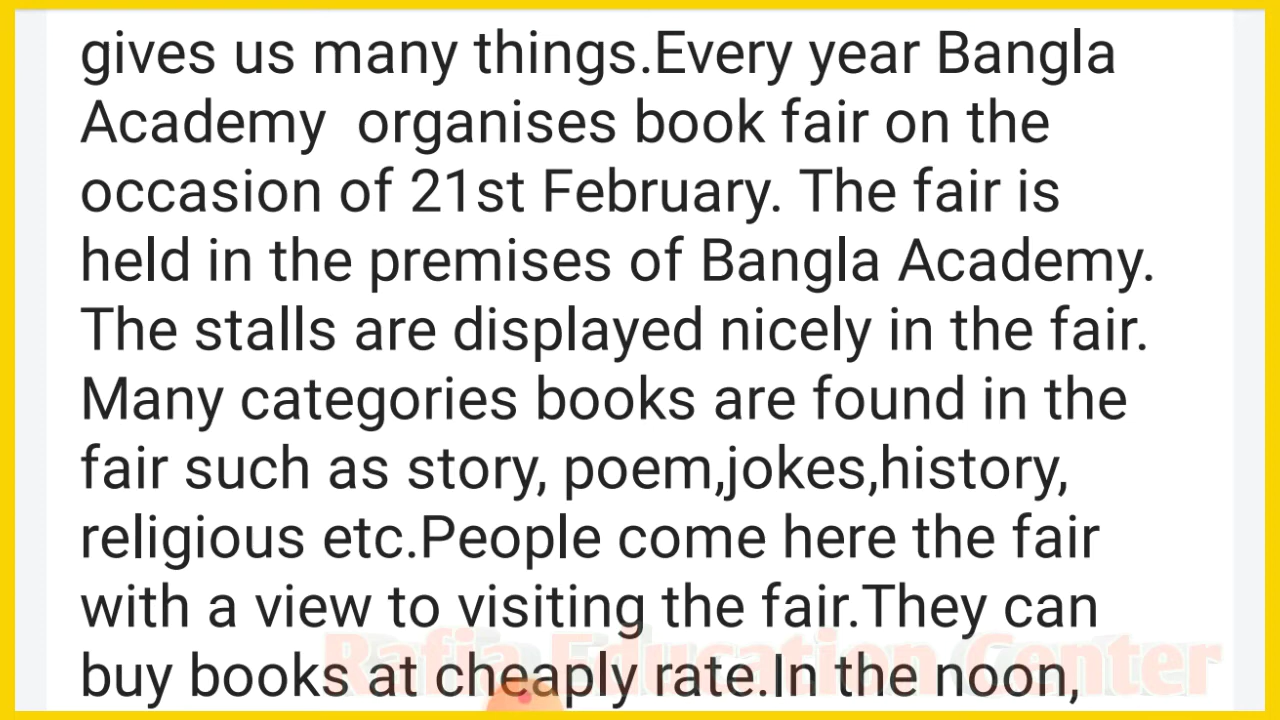 gives us many things.Every year Bangla
Academy  organises book fair on the
occasion of 21st February. The fair is
held in the premises of Bangla Academy.
The stalls are displayed nicely in the fair.
Many categories books are found in the
fair such as story, poem,jokes,history,
religious etc.People come here the fair
with a view to visiting the fair.They can
buy books at cheaply rate.In the noon,
Rafia Education Center